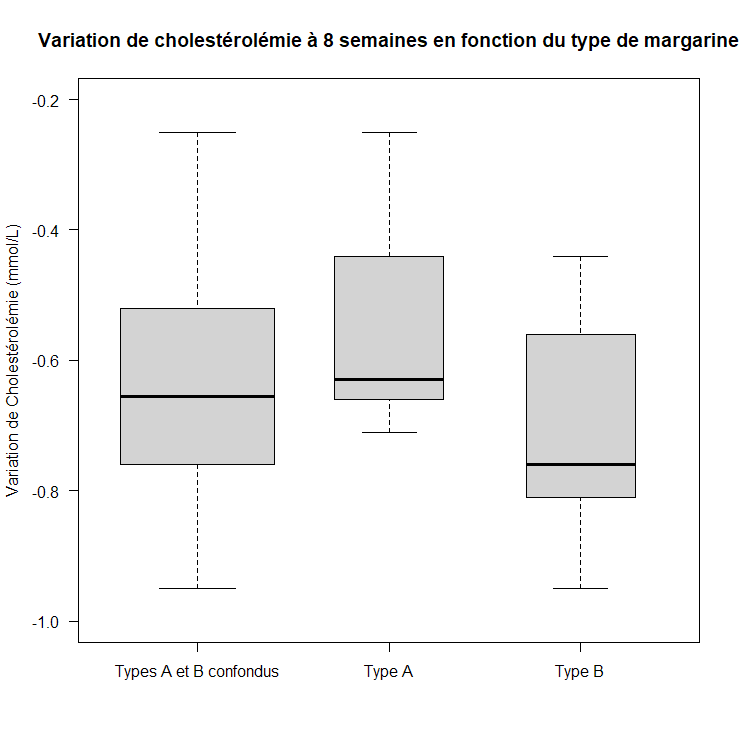 Variation de cholestérolémie à 8 semaines en fonction du type de margarine
Variation de Cholestérolémie (mmol/L)
-0.2
-0.4
-0.6
-0.8
-1.0
Types A et B confondus
Type A
Type B